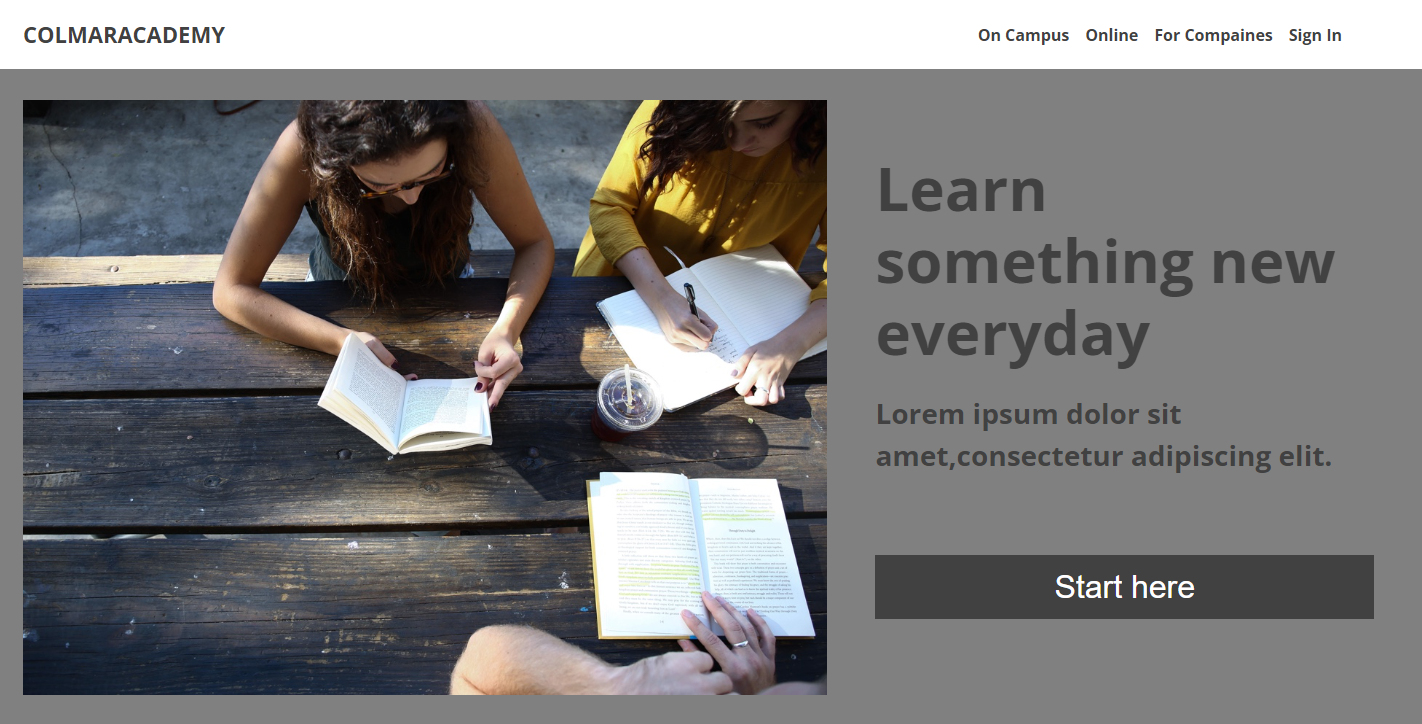 COLMARACADEMY
On Campus Online For Compaines Sign In
Learn
something new
everyday
Lorem ipsum dolor sit
amet,consectetur adipiscing elit.
Start here